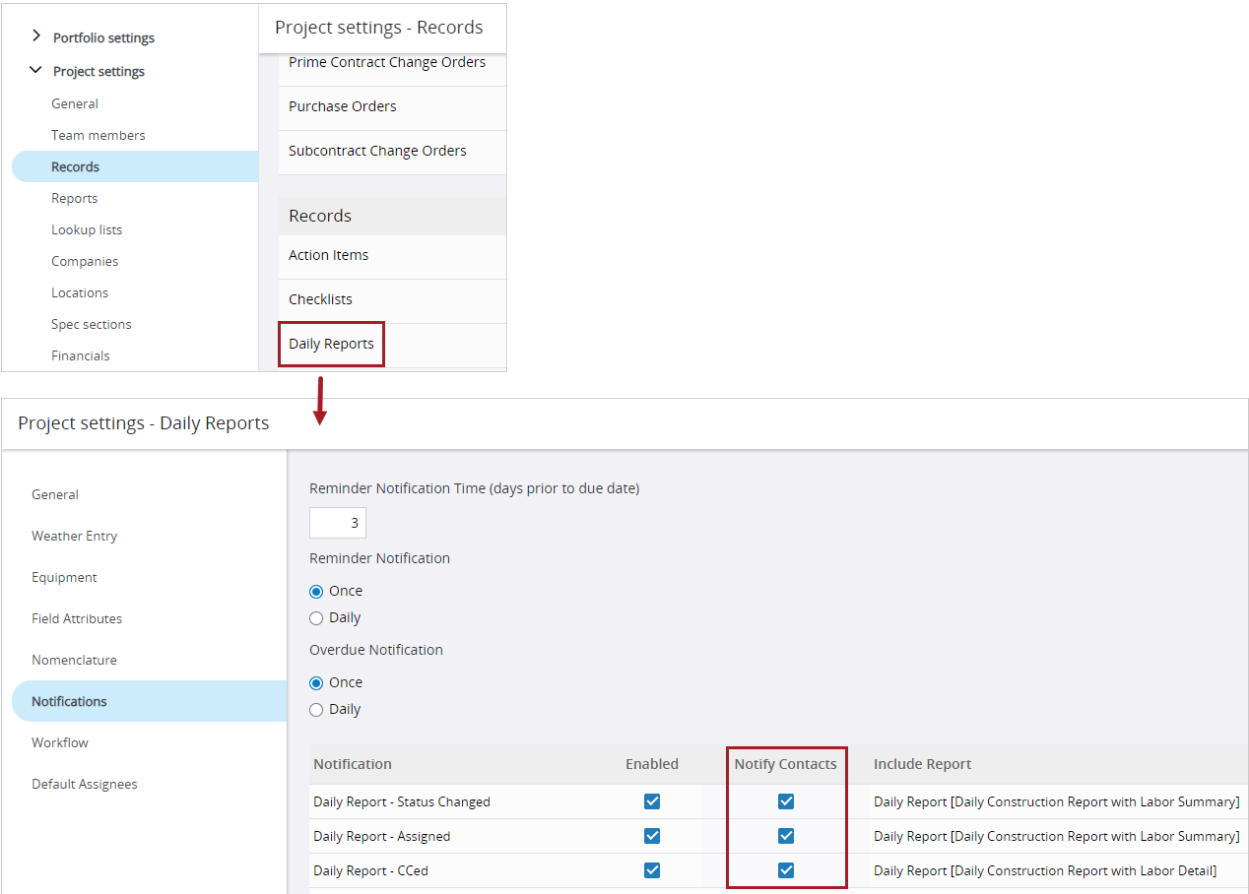 Portfolio settings
Project settings
General
Team members
Records
Reports
Lookup lists
Companies
Locations
Spec sections
Financials
Project settings - Records
Prime Contract Change Orders
Purchase Orders
Subcontract Change Orders
Records
Action Items
Checklists
Daily Reports
Project settings - Daily Reports
General
Weather Entry
Equipment
Field Attributes
Nomenclature
Notifications
Workflow
Default Assignees
Reminder Notification Time (days prior to due date)
3
Reminder Notification
Once
Daily
Overdue Notification
Once
Daily
Notification Enabled Notify Contacts Include Report
Daily Report - Status Changed Daily Report [Daily Construction Report with Labor Summary]
Daily Report - Assigned Daily Report [Daily Construction Report with Labor Summary]
Daily Report - CCed Daily Report [Daily Construction Report with Labor Detail]